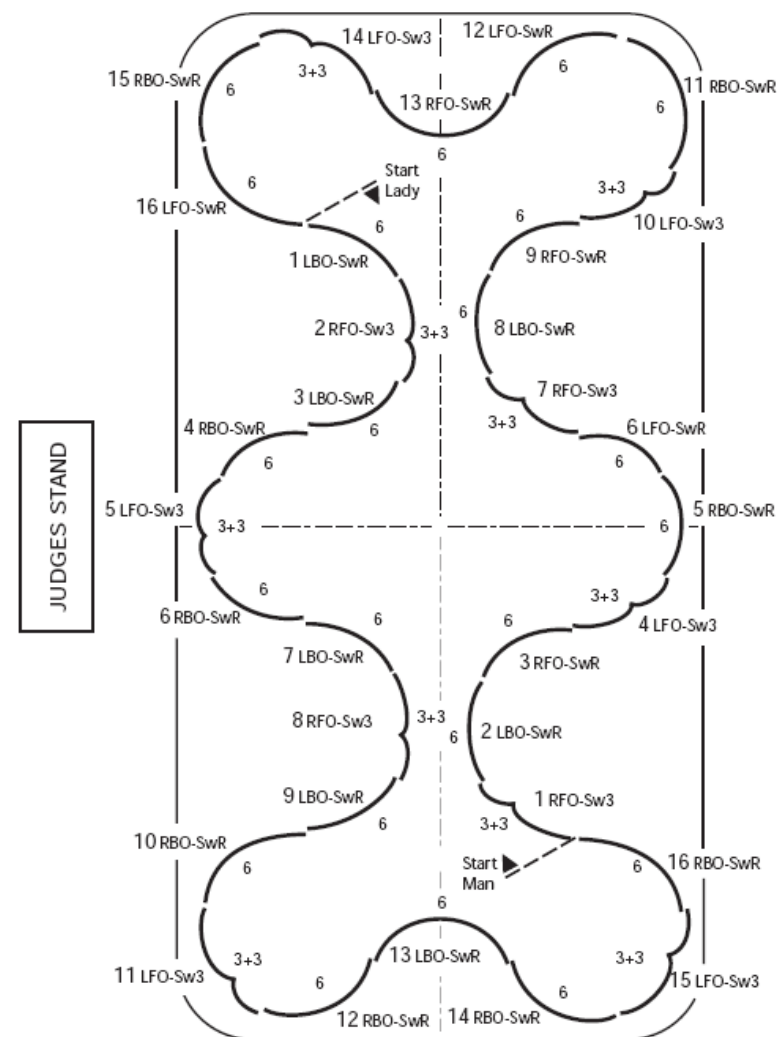 14 LFO-Sw3
12 LFO-SwR
15 RBO-SwR
3+3
6
6
11 RBO-SwR
6
13 RFO-SwR
6
6
Start
Lady
3+3
16 LFO-SwR
6
6
10 LFO-Sw3
1 LBO-SwR
9 RFO-SwR
6
2 RFO-Sw3
3+3
8 LBO-SwR
3 LBO-SwR
7 RFO-Sw3
4 RBO-SwR
6
3+3
6 LFO-SwR
6
6
JUDGES STAND
5 LFO-Sw3
3+3
6
5 RBO-SwR
6 RBO-SwR
6
3+3
4 LFO-Sw3
6
6
7 LBO-SwR
3 RFO-SwR
8 RFO-Sw3
3+3
6
2 LBO-SwR
9 LBO-SwR
6
3+3
1 RFO-Sw3
10 RBO-SwR
6
Start
Man
6
16 RBO-SwR
6
11 LFO-Sw3
3+3
13 LBO-SwR
3+3
15 LFO-Sw3
6
6
12 RBO-SwR
14 RBO-SwR